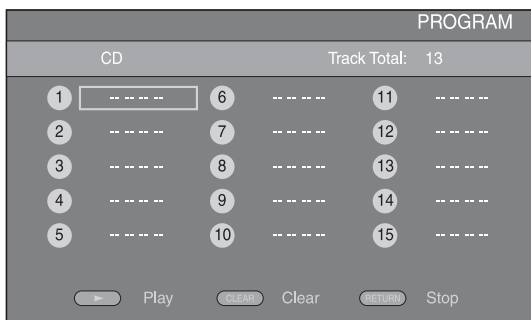 PROGRAM
CD Track Total: 13
1 -- -- -- -- 6 -- -- -- -- 11 -- -- -- --
2 -- -- -- -- 7 -- -- -- -- 12 -- -- -- --
3 -- -- -- -- 8 -- -- -- -- 13 -- -- -- --
4 -- -- -- -- 9 -- -- -- -- 14 -- -- -- --
5 -- -- -- -- 10 -- -- -- -- 15 -- -- -- --
Play CLEAR Clear RETURN Stop